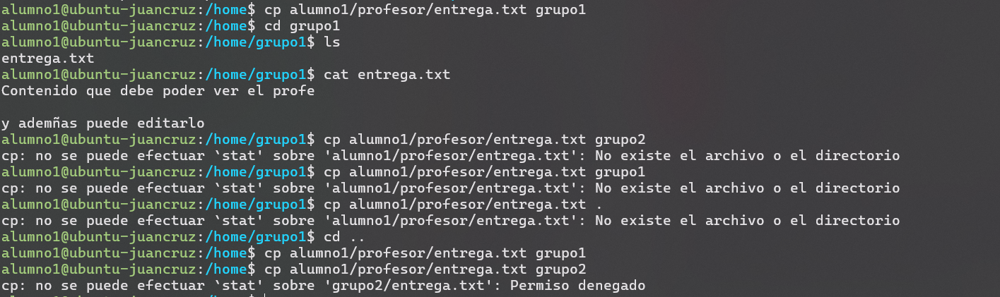 alumno1@ubuntu-juancruz:/home$ cp alumno1/profesor/entrega.txt grupo1
alumno1@ubuntu-juancruz:/home$ cd grupo1
alumno1@ubuntu-juancruz:/home/grupo1$ ls
entrega.txt
alumno1@ubuntu-juancruz:/home/grupo1$ cat entrega.txt
Contenido que debe poder ver el profe

y ademñas puede editarlo
alumno1@ubuntu-juancruz:/home/grupo1$ cp alumno1/profesor/entrega.txt grupo2
cp: no se puede efectuar `stat' sobre 'alumno1/profesor/entrega.txt': No existe el archivo o el directorio
alumno1@ubuntu-juancruz:/home/grupo1$ cp alumno1/profesor/entrega.txt grupo1
cp: no se puede efectuar `stat' sobre 'alumno1/profesor/entrega.txt': No existe el archivo o el directorio
alumno1@ubuntu-juancruz:/home/grupo1$ cp alumno1/profesor/entrega.txt .
cp: no se puede efectuar `stat' sobre 'alumno1/profesor/entrega.txt': No existe el archivo o el directorio
alumno1@ubuntu-juancruz:/home/grupo1$ cd ..
alumno1@ubuntu-juancruz:/home$ cp alumno1/profesor/entrega.txt grupo1
alumno1@ubuntu-juancruz:/home$ cp alumno1/profesor/entrega.txt grupo2
cp: no se puede efectuar `stat' sobre 'grupo2/entrega.txt': Permiso denegado
alumno1@ubuntu-juancruz:/home$